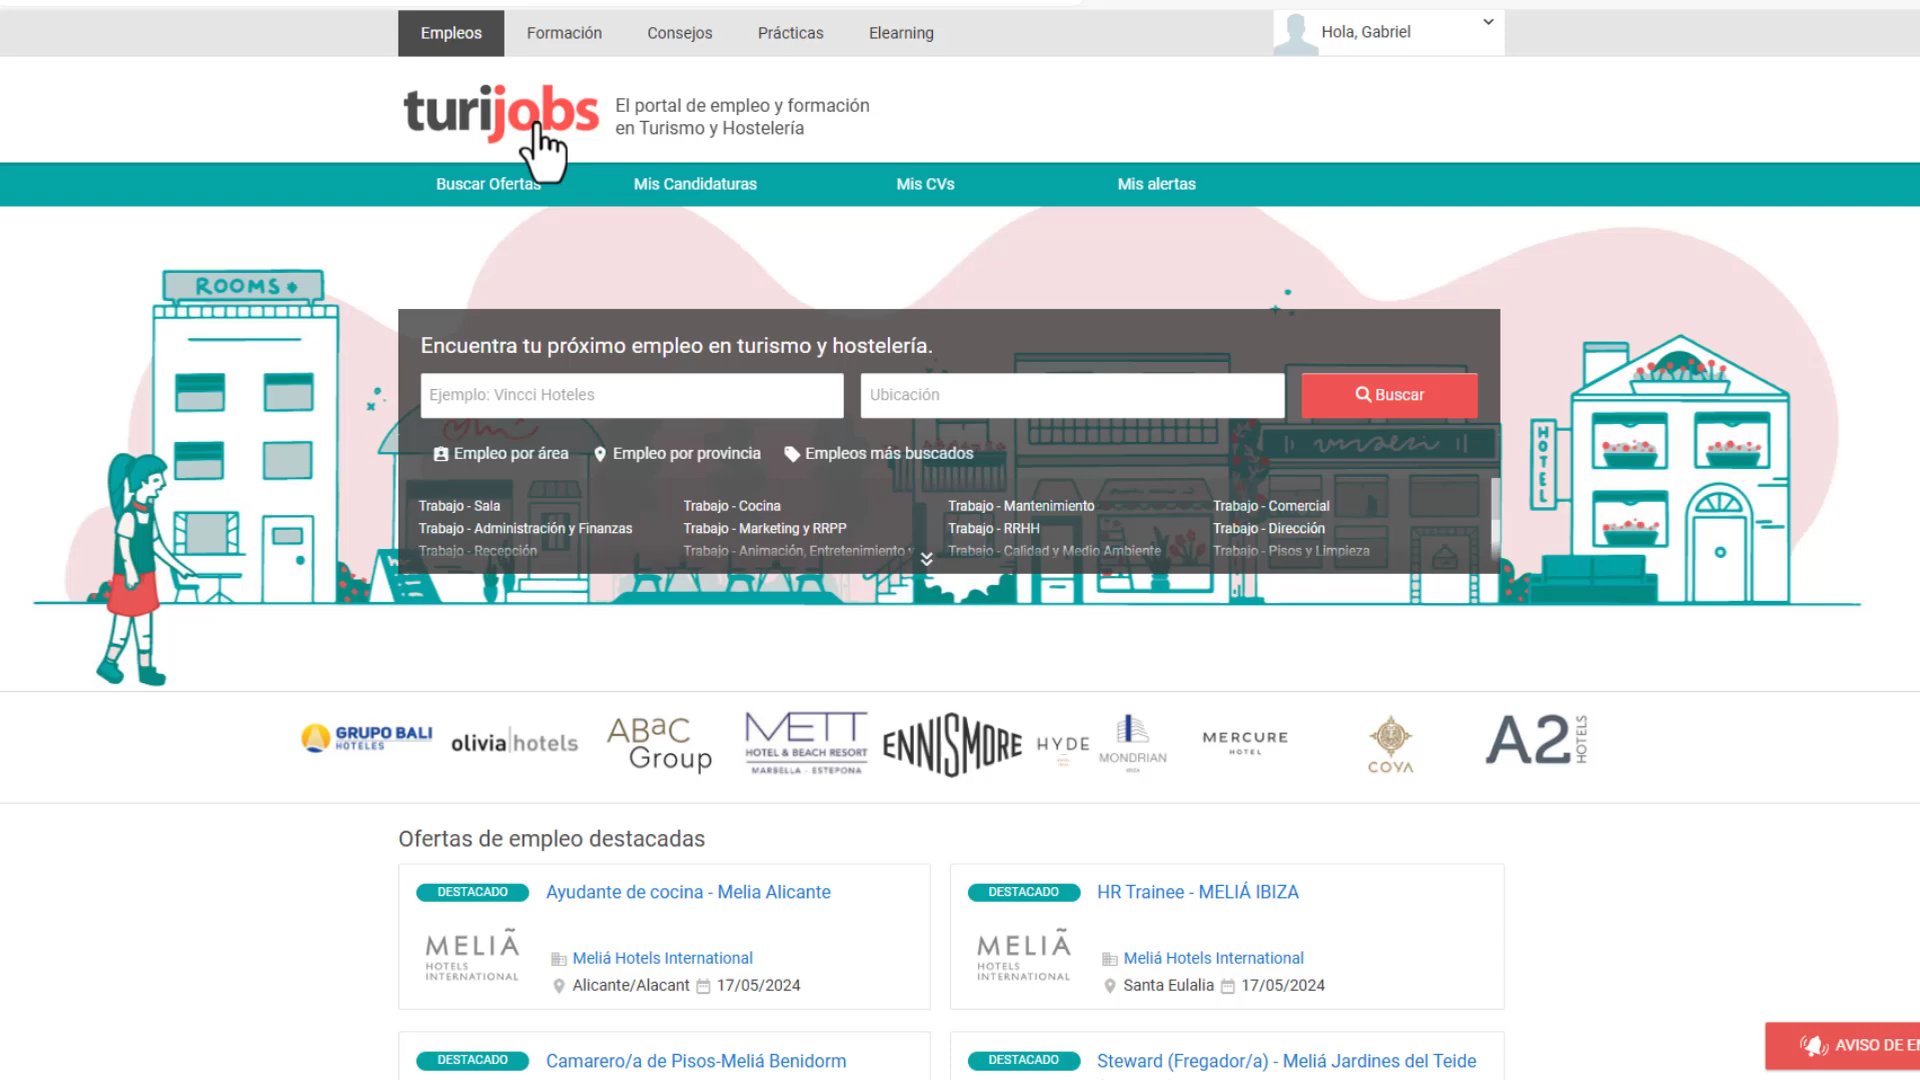 Empleos Formación Consejos Prácticas Elearning Hola, Gabriel
turijobs
El portal de empleo y formación
en Turismo y Hostelería
Buscar Ofertas Mis Candidaturas Mis CVs Mis alertas
ROOMS
Encuentra tu próximo empleo en turismo y hostelería.
Ejemplo: Vincci Hoteles Ubicación Buscar
Empleo por área Empleo por provincia Empleos más buscados
HOTEL
Trabajo - Sala Trabajo - Cocina Trabajo - Mantenimiento Trabajo - Comercial
Trabajo - Administración y Finanzas Trabajo - Marketing y RRPP Trabajo - RRHH Trabajo - Dirección
Trabajo - Recepción Trabajo - Animación, Entretenimiento y Trabajo - Calidad y Medio Ambiente Trabajo - Pisos y Limpieza
GRUPO BALI
HOTELES
olivia hotels
ABaC
Group
METT
HOTEL & BEACH RESORT
MARBELLA - ESTEPONA
ENNISMORE
HYDE
MONDRIAN
IBIZA
MERCURE
HOTEL
COYA
A2 HOTELS
Ofertas de empleo destacadas
DESTACADO Ayudante de cocina - Melia Alicante
MELIÃ
HOTELS
INTERNATIONAL
Meliá Hotels International
Alicante/Alacant 17/05/2024
DESTACADO HR Trainee - MELIÁ IBIZA
MELIÃ
HOTELS
INTERNATIONAL
Meliá Hotels International
Santa Eulalia 17/05/2024
DESTACADO Camarero/a de Pisos-Meliá Benidorm
DESTACADO Steward (Fregador/a) - Meliá Jardines del Teide
AVISO DE EM